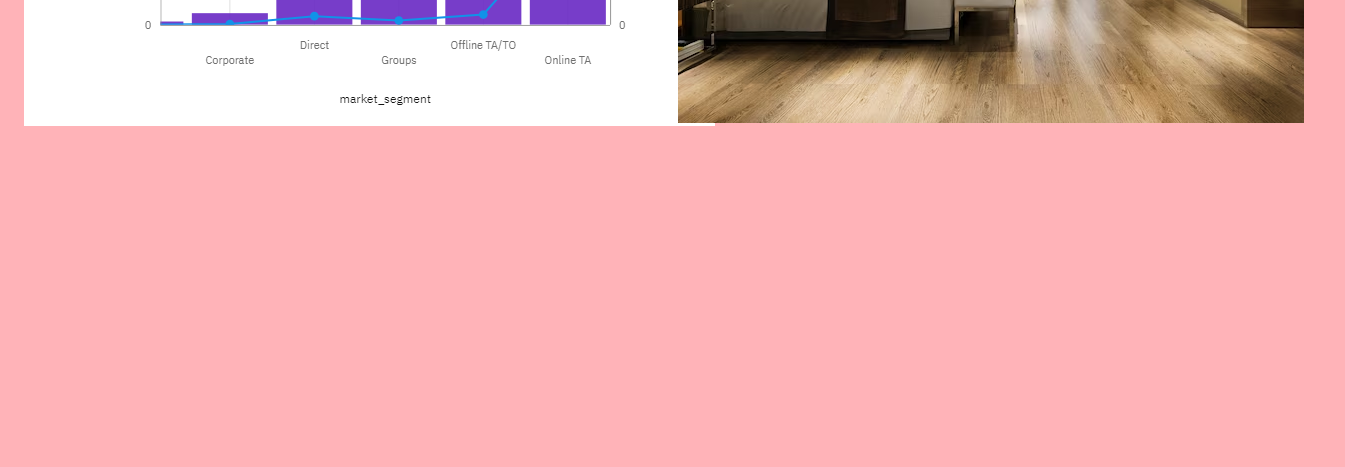 0 0
Direct Offline TA/TO
Corporate Groups Online TA
market_segment